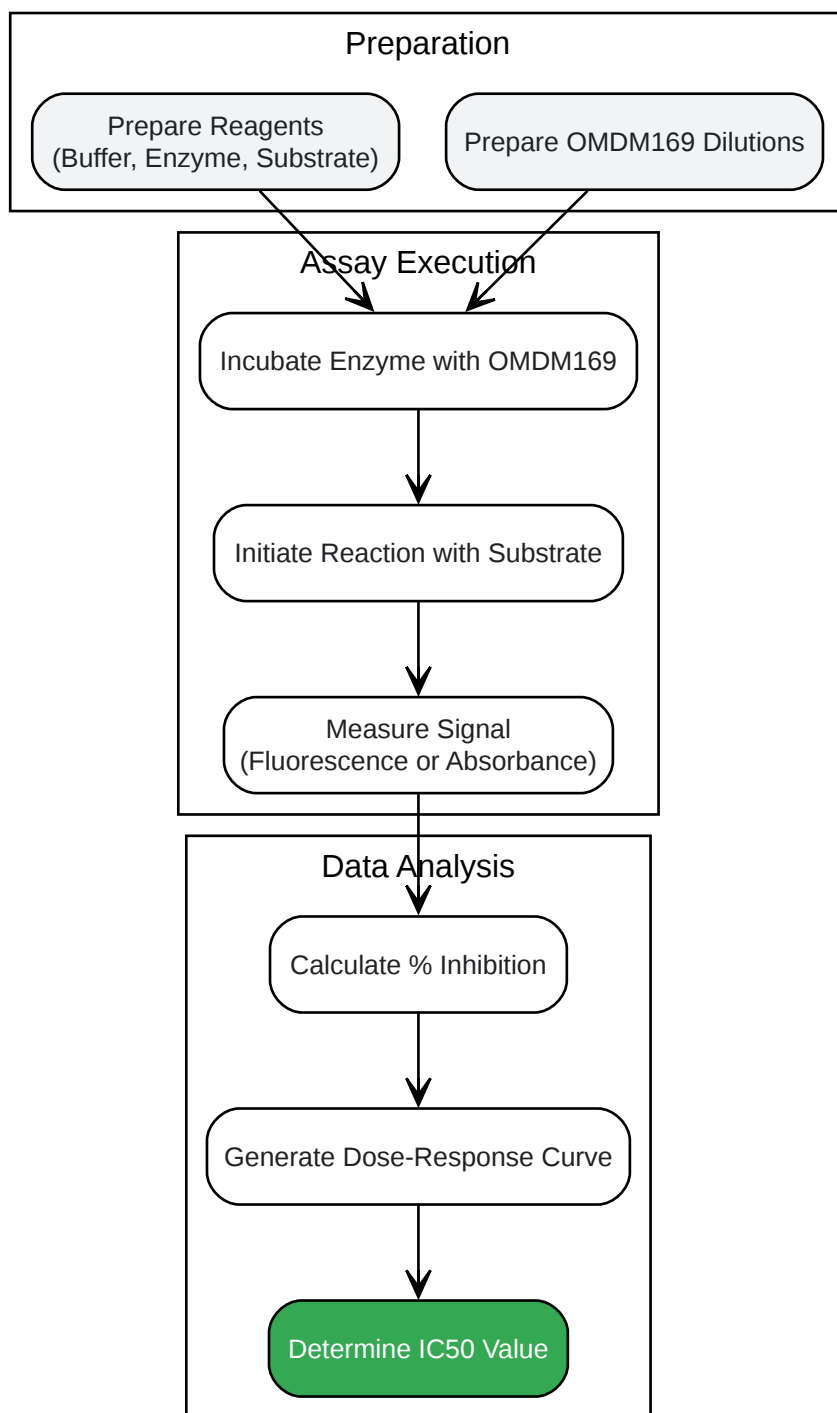 Preparation
Prepare Reagents
(Buffer, Enzyme, Substrate)
Prepare OMDM169 Dilutions
Assay Execution
Incubate Enzyme with OMDM169
Initiate Reaction with Substrate
Measure Signal
(Fluorescence or Absorbance)
Data Analysis
Calculate % Inhibition
Generate Dose-Response Curve
Determine IC50 Value